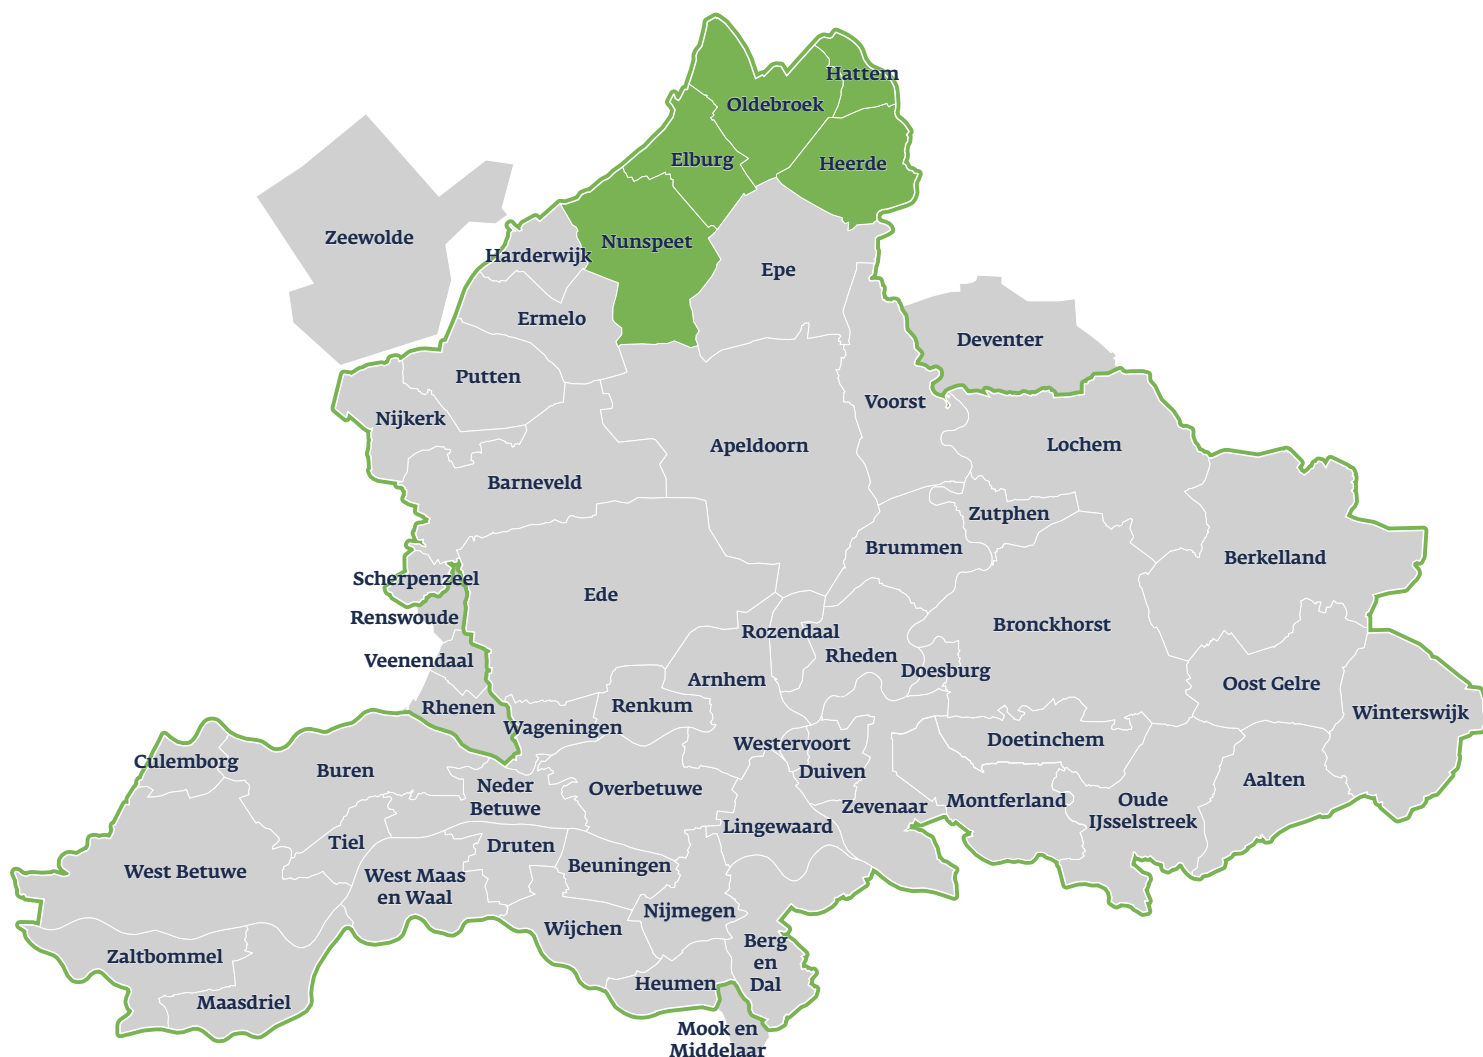 Hattem
Oldebroek
Elburg
Heerde
Zeewolde
Nunspeet
Harderwijk
Epe
Ermelo
Deventer
Putten
Voorst
Nijkerk
Apeldoorn
Lochem
Barneveld
Zutphen
Brummen
Berkelland
Scherpenzeel
Ede
Renswoude
Rozendaal
Bronckhorst
Rheden
Veenendaal
Doesburg
Arnhem
Oost Gelre
Rhenen
Renkum
Winterswijk
Wageningen
Westervoort
Doetinchem
Culemborg
Buren
Duiven
Aalten
Neder
Betuwe
Overbetuwe
Zevenaar
Montferland
Oude
IJsselstreek
Lingewaard
Tiel
Druten
Beuningen
West Betuwe
West Maas
en Waal
Nijmegen
Wijchen
Berg
en
Dal
Zaltbommel
Heumen
Maasdriel
Mook en
Middelaar